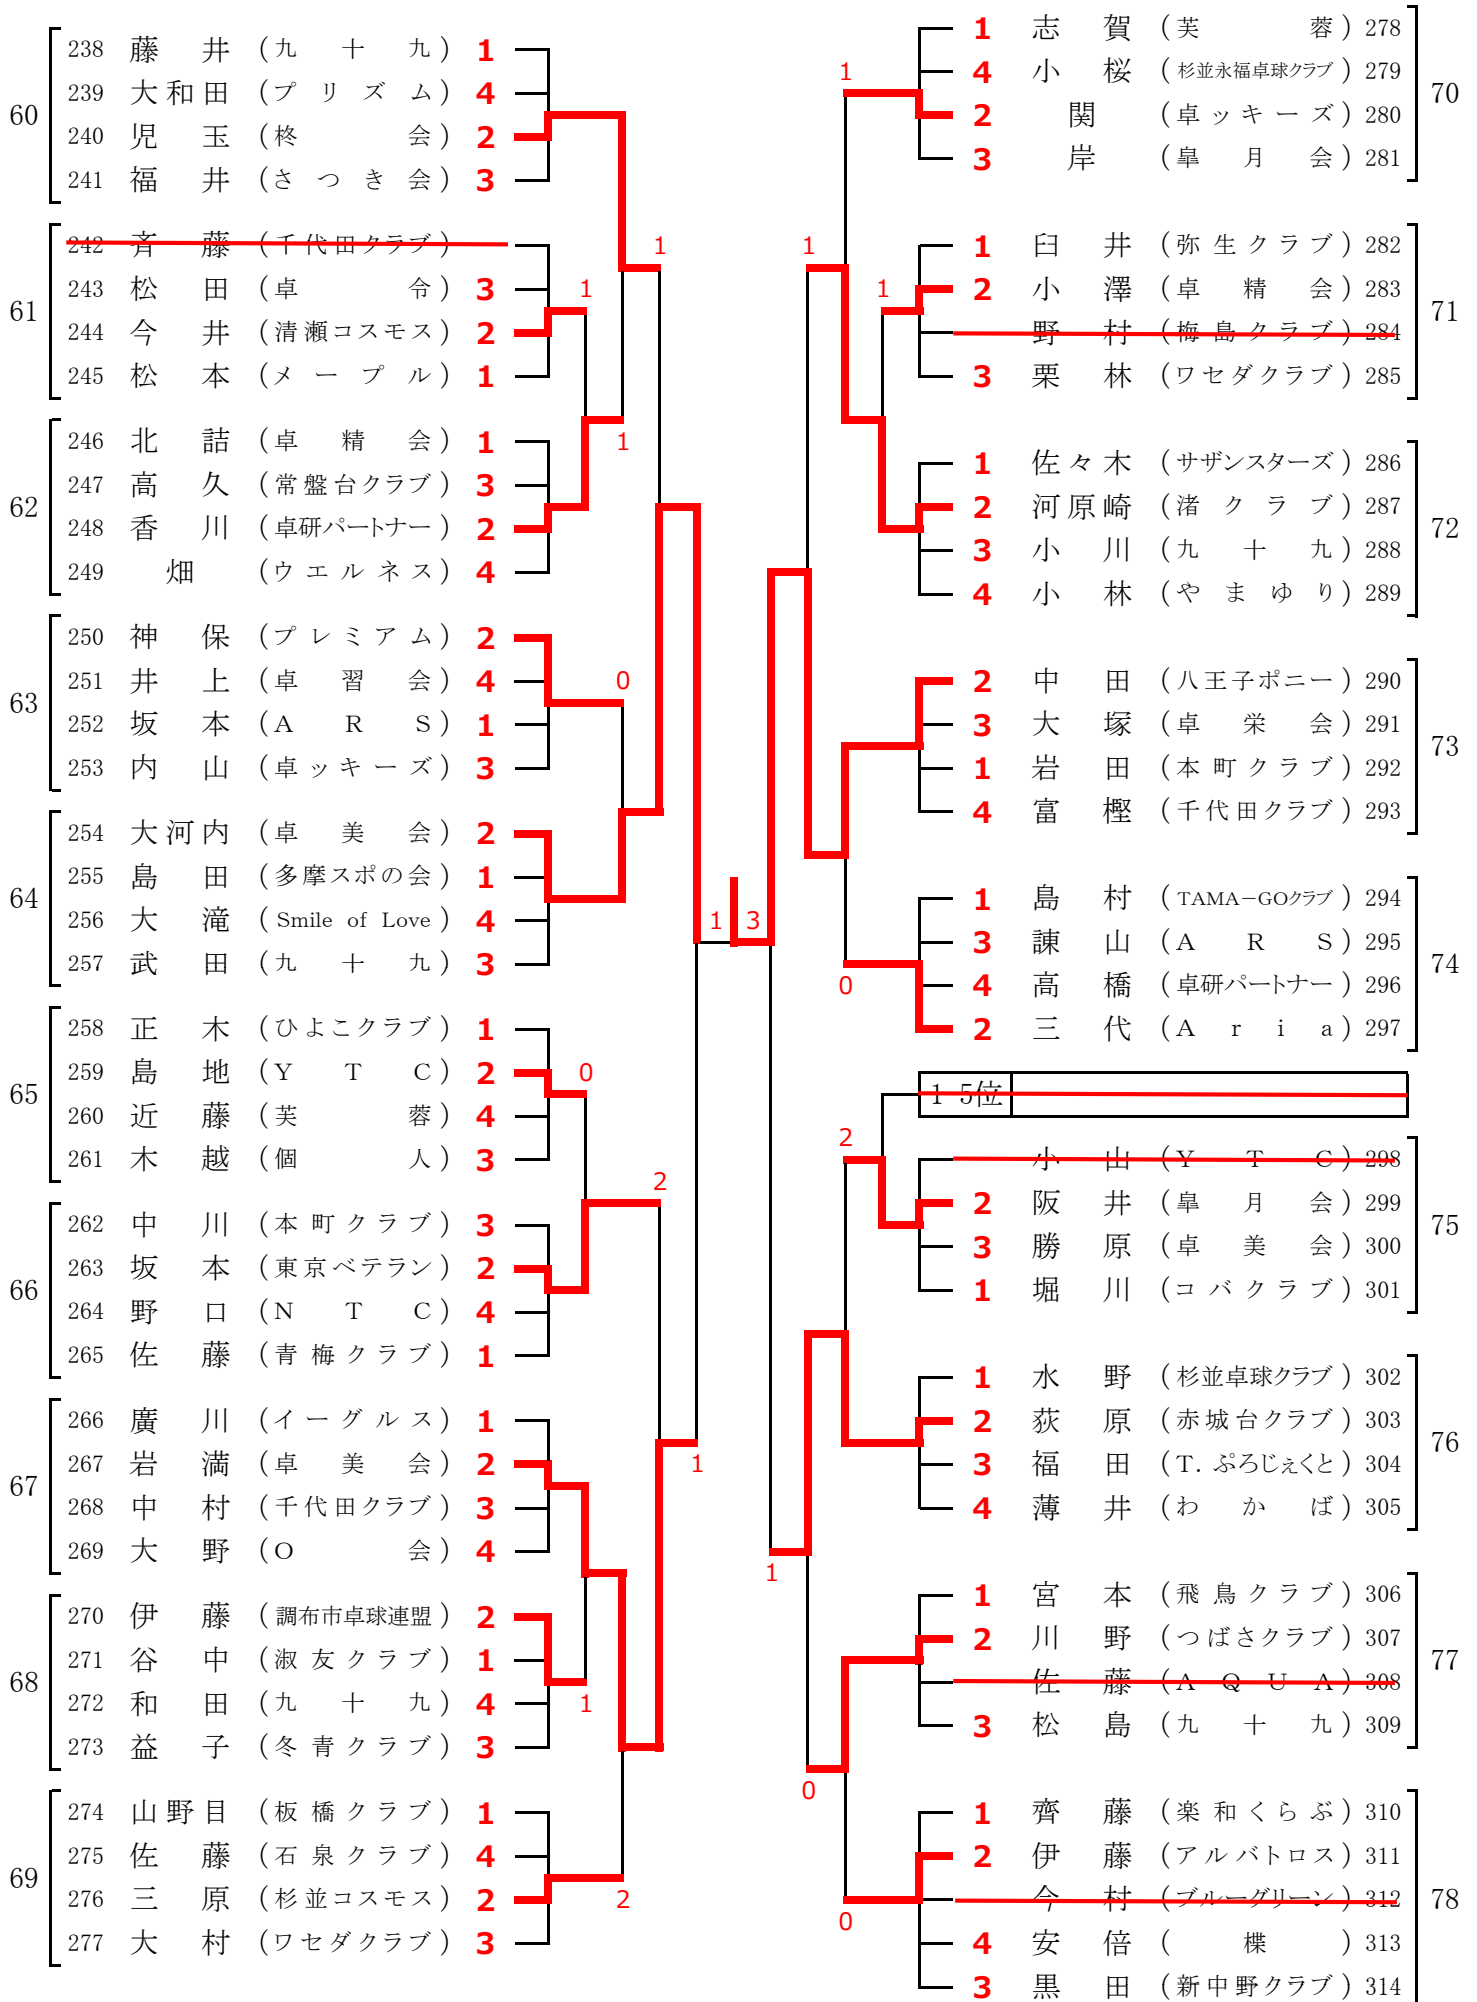 60
238 藤井 (九十九) 1
239 大和田 (プリズム) 4
240 児玉 (柊会) 2
241 福井 (さつき会) 3
61
242 斉藤 (千代田クラブ)
243 松田 (卓令) 3
244 今井 (清瀬コスモス) 2
245 松本 (メープル) 1
62
246 北詰 (卓精会) 1
247 高久 (常盤台クラブ) 3
248 香川 (卓研パートナー) 2
249 畑 (ウエルネス) 4
63
250 神保 (プレミアム) 2
251 井上 (卓習会) 4
252 坂本 (ARS) 1
253 内山 (卓ッキーズ) 3
64
254 大河内 (卓美会) 2
255 島田 (多摩スポの会) 1
256 大滝 (Smile of Love) 4
257 武田 (九十九) 3
65
258 正木 (ひよこクラブ) 1
259 島地 (YTC) 2
260 近藤 (芙蓉) 4
261 木越 (個人) 3
66
262 中川 (本町クラブ) 3
263 坂本 (東京ベテラン) 2
264 野口 (NTC) 4
265 佐藤 (青梅クラブ) 1
67
266 廣川 (イーグルス) 1
267 岩満 (卓美会) 2
268 中村 (千代田クラブ) 3
269 大野 (O会) 4
68
270 伊藤 (調布市卓球連盟) 2
271 谷中 (淑友クラブ) 1
272 和田 (九十九) 4
273 益子 (冬青クラブ) 3
69
274 山野目 (板橋クラブ) 1
275 佐藤 (石泉クラブ) 4
276 三原 (杉並コスモス) 2
277 大村 (ワセダクラブ) 3
1
1
1
0
0
2
1
1
2
1 3
1
1
1
0
2
1
0
0
1 志賀 (芙蓉) 278
4 小桜 (杉並永福卓球クラブ) 279
2 関 (卓ッキーズ) 280
3 岸 (皐月会) 281
70
1 臼井 (弥生クラブ) 282
2 小澤 (卓精会) 283
野村 (梅島クラブ) 284
3 栗林 (ワセダクラブ) 285
71
1 佐々木 (サザンスターズ) 286
2 河原崎 (渚クラブ) 287
3 小川 (九十九) 288
4 小林 (やまゆり) 289
72
2 中田 (八王子ポニー) 290
3 大塚 (卓栄会) 291
1 岩田 (本町クラブ) 292
4 富樫 (千代田クラブ) 293
73
1 島村 (TAMA-GOクラブ) 294
3 諌山 (ARS) 295
4 高橋 (卓研パートナー) 296
2 三代 (Aria) 297
74
1 5位
小山 (YTC) 298
2 阪井 (皐月会) 299
3 勝原 (卓美会) 300
1 堀川 (コバクラブ) 301
75
1 水野 (杉並卓球クラブ) 302
2 荻原 (赤城台クラブ) 303
3 福田 (T.ぷろじぇくと) 304
4 薄井 (わかば) 305
76
1 宮本 (飛鳥クラブ) 306
2 川野 (つばさクラブ) 307
佐藤 (AQUA) 308
3 松島 (九十九) 309
77
1 齊藤 (楽和くらぶ) 310
2 伊藤 (アルバトロス) 311
今村 (ブルーグリーン) 312
4 安倍 (楪) 313
3 黒田 (新中野クラブ) 314
78